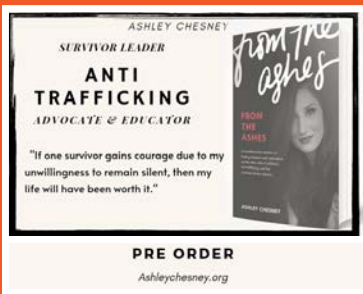 ASHLEY CHESNEY
SURVIVOR LEADER
ANTI
TRAFFICKING
ADVOCATE & EDUCATOR
"If one survivor gains courage due to my
unwillingness to remain silent, then my
life will have been worth it."
from the
ashes
FROM
THE
ASHES
ASHLEY CHESNEY
PRE ORDER
Ashleychesney.org